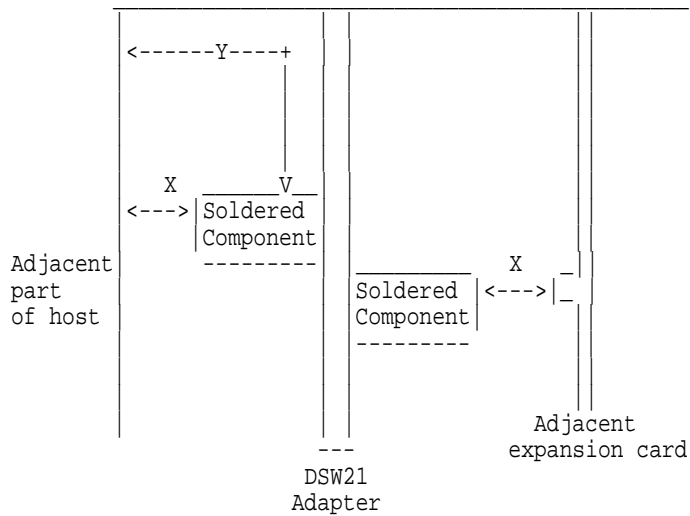 Y
X V
Soldered
Component
Adjacent X
part Soldered
of host Component
Adjacent
expansion card
DSW21
Adapter